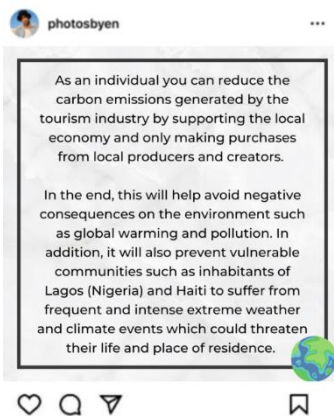 photosbyen
As an individual you can reduce the
carbon emissions generated by the
tourism industry by supporting the local
economy and only making purchases
from local producers and creators.
In the end, this will help avoid negative
consequences on the environment such
as global warming and pollution. In
addition, it will also prevent vulnerable
communities such as inhabitants of
Lagos (Nigeria) and Haiti to suffer from
frequent and intense extreme weather
and climate events which could threaten
their life and place of residence.